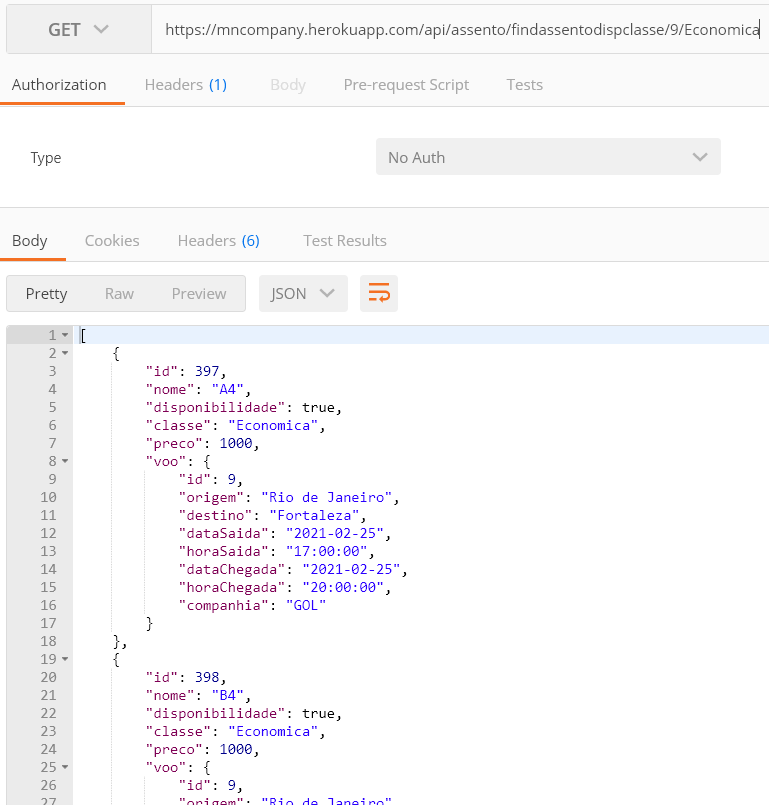 GET https://mncompany.herokuapp.com/api/assento/findassentodispclasse/9/Economica
Authorization Headers (1) Body Pre-request Script Tests
Type No Auth
Body Cookies Headers (6) Test Results
Pretty Raw Preview JSON
1 [
2 {
3 "id": 397,
4 "nome": "A4",
5 "disponibilidade": true,
6 "classe": "Economica",
7 "preco": 1000,
8 "voo": {
9 "id": 9,
10 "origem": "Rio de Janeiro",
11 "destino": "Fortaleza",
12 "dataSaida": "2021-02-25",
13 "horaSaida": "17:00:00",
14 "dataChegada": "2021-02-25",
15 "horaChegada": "20:00:00",
16 "companhia": "GOL"
17 }
18 },
19 {
20 "id": 398,
21 "nome": "B4",
22 "disponibilidade": true,
23 "classe": "Economica",
24 "preco": 1000,
25 "voo": {
26 "id": 9,
27 "origem": "Rio de Janeiro"